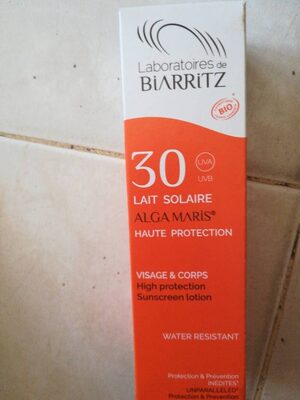 Laboratoires de
BiARRiTZ
BIO
30
UVA
UVB
LAIT SOLAIRE
ALGA MARIS®
HAUTE PROTECTION
VISAGE & CORPS
High protection
Sunscreen lotion
WATER RESISTANT
Protection & Prévention
INÉDITES*
UNPARALLELED*
Protection & Prevention